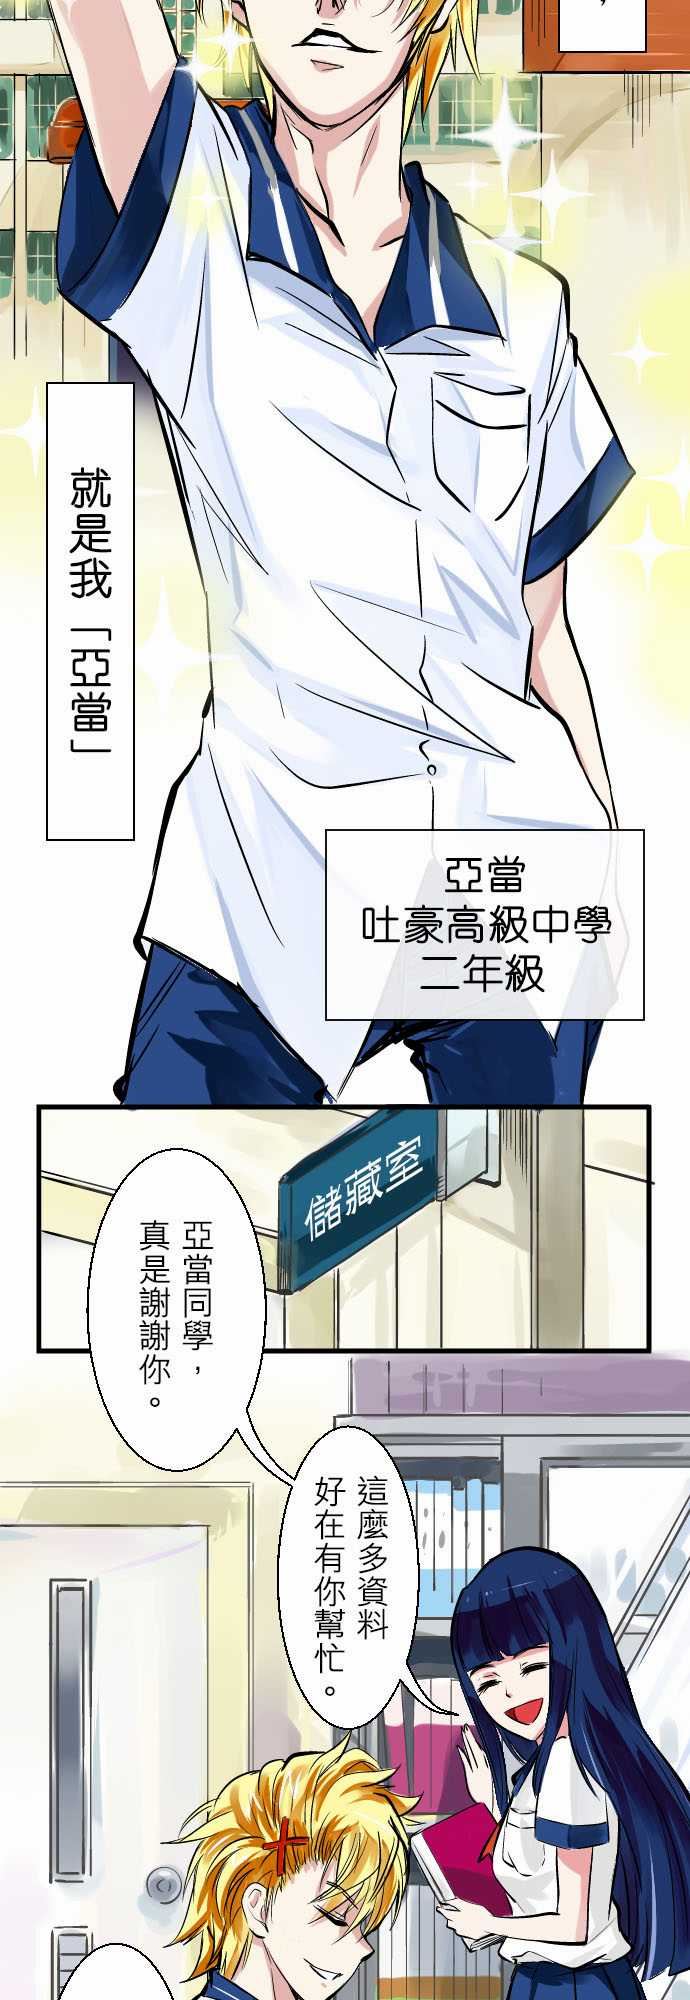 ，
就是我「亞當」
亞當
吐豪高級中學
二年級
儲藏室
亞當同學，
真是謝謝你。
這麼多資料
好在有你幫忙。